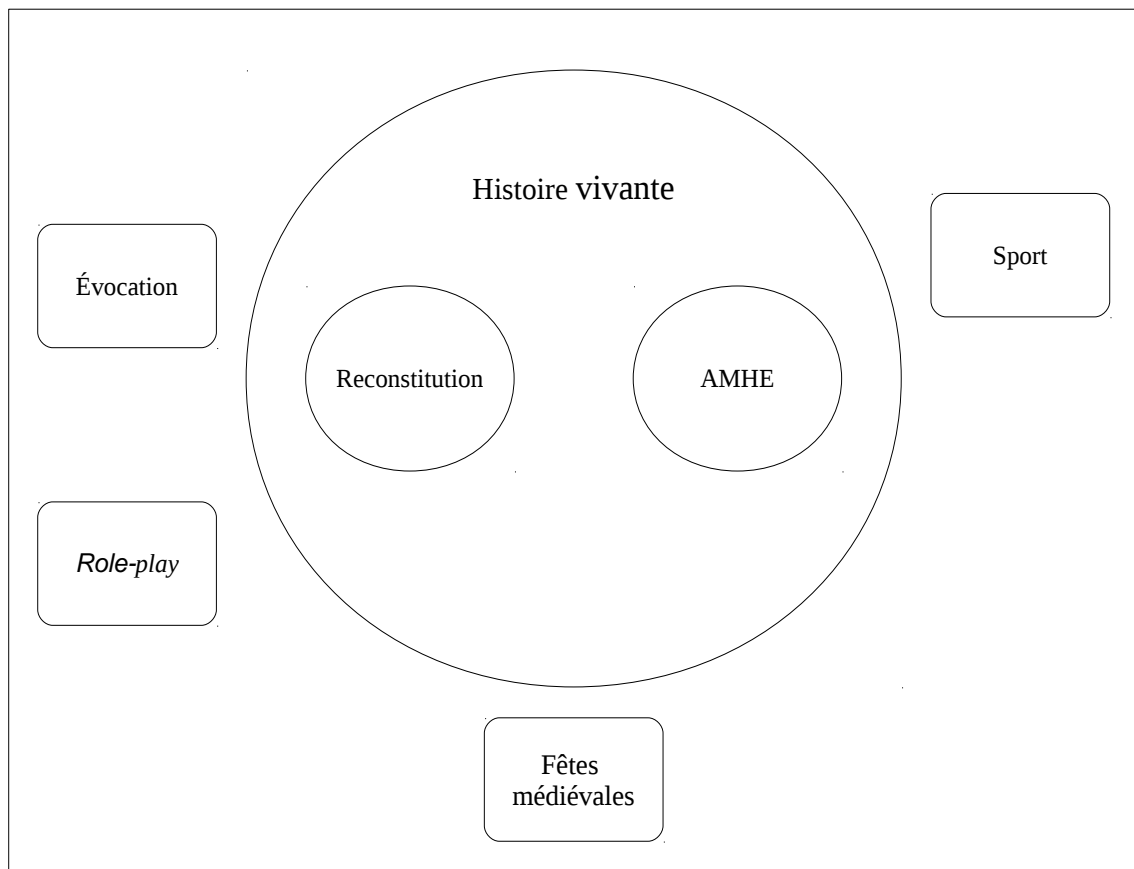 Histoire vivante
Sport
Évocation
Reconstitution
AMHE
Role-play
Fêtes
médiévales